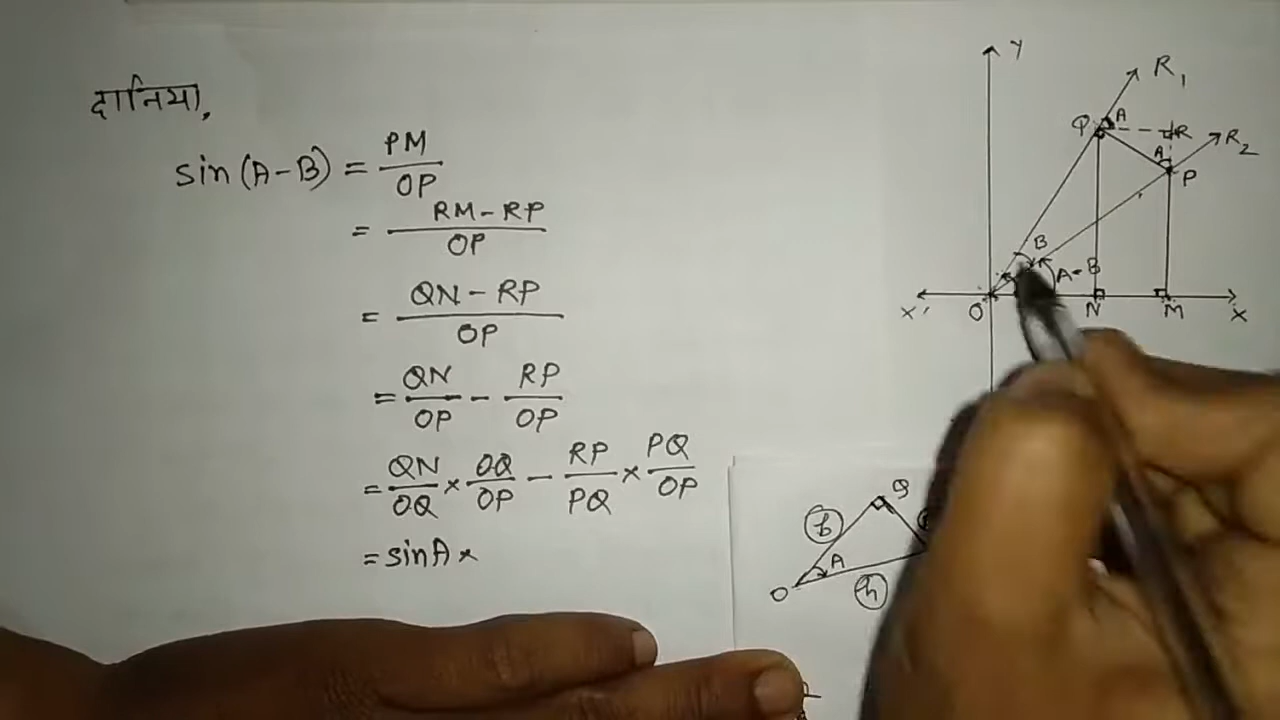 दानिया,
sin(A-B) = PM/OP
= RM-RP/OP
= QN-RP/OP
= QN/OP - RP/OP
= QN/OQ × OQ/OP - RP/PQ × PQ/OP
= sinA ×
Y
R1
Q A R
R2
A
P
B
A-B
X' O N M X
Q
b
A
O
h